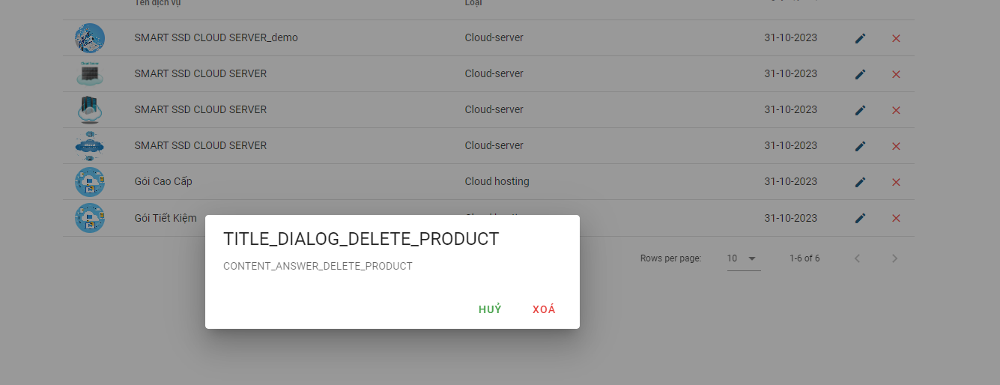 Tên dịch vụ Loại
SMART SSD CLOUD SERVER_demo Cloud-server 31-10-2023
SMART SSD CLOUD SERVER Cloud-server 31-10-2023
SMART SSD CLOUD SERVER Cloud-server 31-10-2023
SMART SSD CLOUD SERVER Cloud-server 31-10-2023
Gói Cao Cấp Cloud hosting 31-10-2023
Gói Tiết Kiệm 31-10-2023
TITLE_DIALOG_DELETE_PRODUCT
CONTENT_ANSWER_DELETE_PRODUCT
HUỶ XOÁ
Rows per page: 10 1-6 of 6